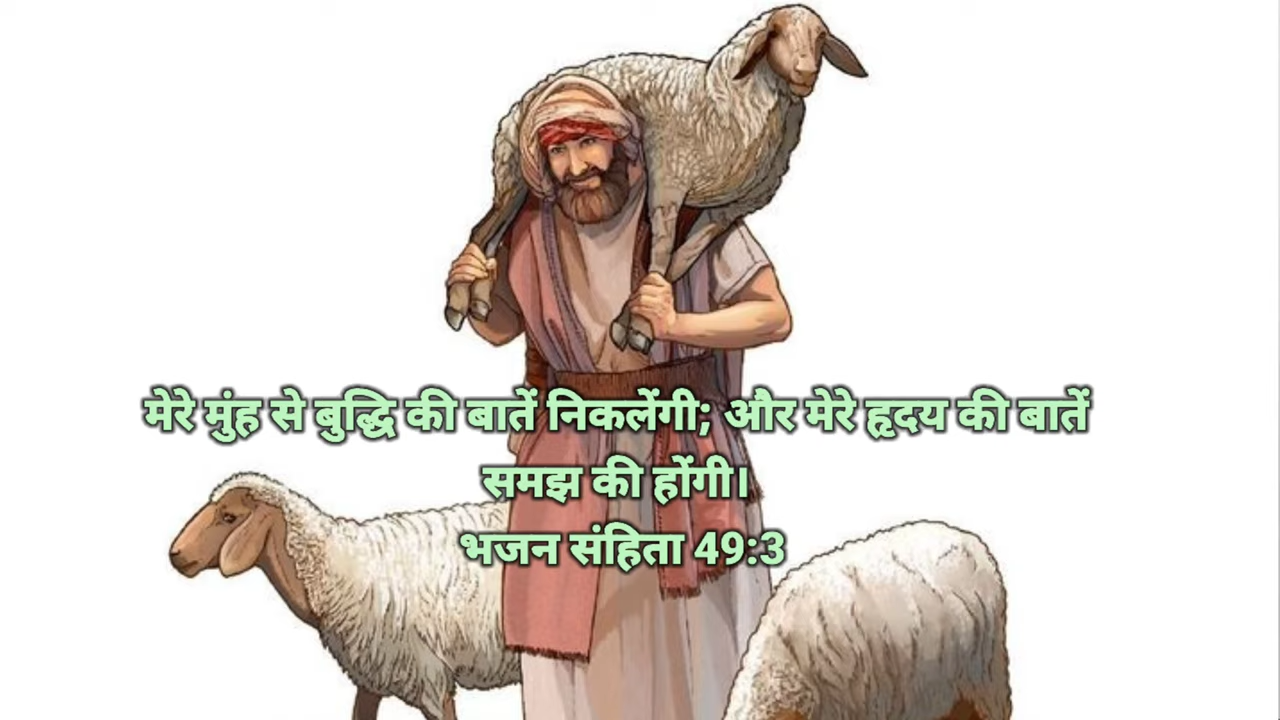 मेरे मुंह से बुद्धि की बातें निकलेंगी; और मेरे हृदय की बातें
समझ की होंगी।
भजन संहिता 49:3